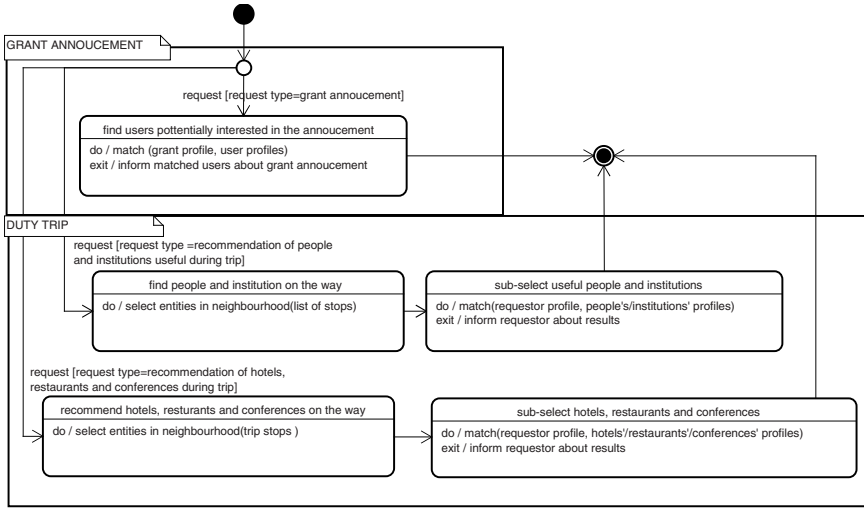 GRANT ANNOUCEMENT
request [request type=grant annoucement]
find users pottentially interested in the annoucement
do / match (grant profile, user profiles)
exit / inform matched users about grant annoucement
DUTY TRIP
request [request type =recommendation of people
and institutions useful during trip]
find people and institution on the way
do / select entities in neighbourhood(list of stops)
sub-select useful people and institutions
do / match(requestor profile, people's/institutions' profiles)
exit / inform requestor about results
request [request type=recommendation of hotels,
restaurants and conferences during trip]
recommend hotels, resturants and conferences on the way
do / select entities in neighbourhood(trip stops )
sub-select hotels, restaurants and conferences
do / match(requestor profile, hotels'/restaurants'/conferences' profiles)
exit / inform requestor about results